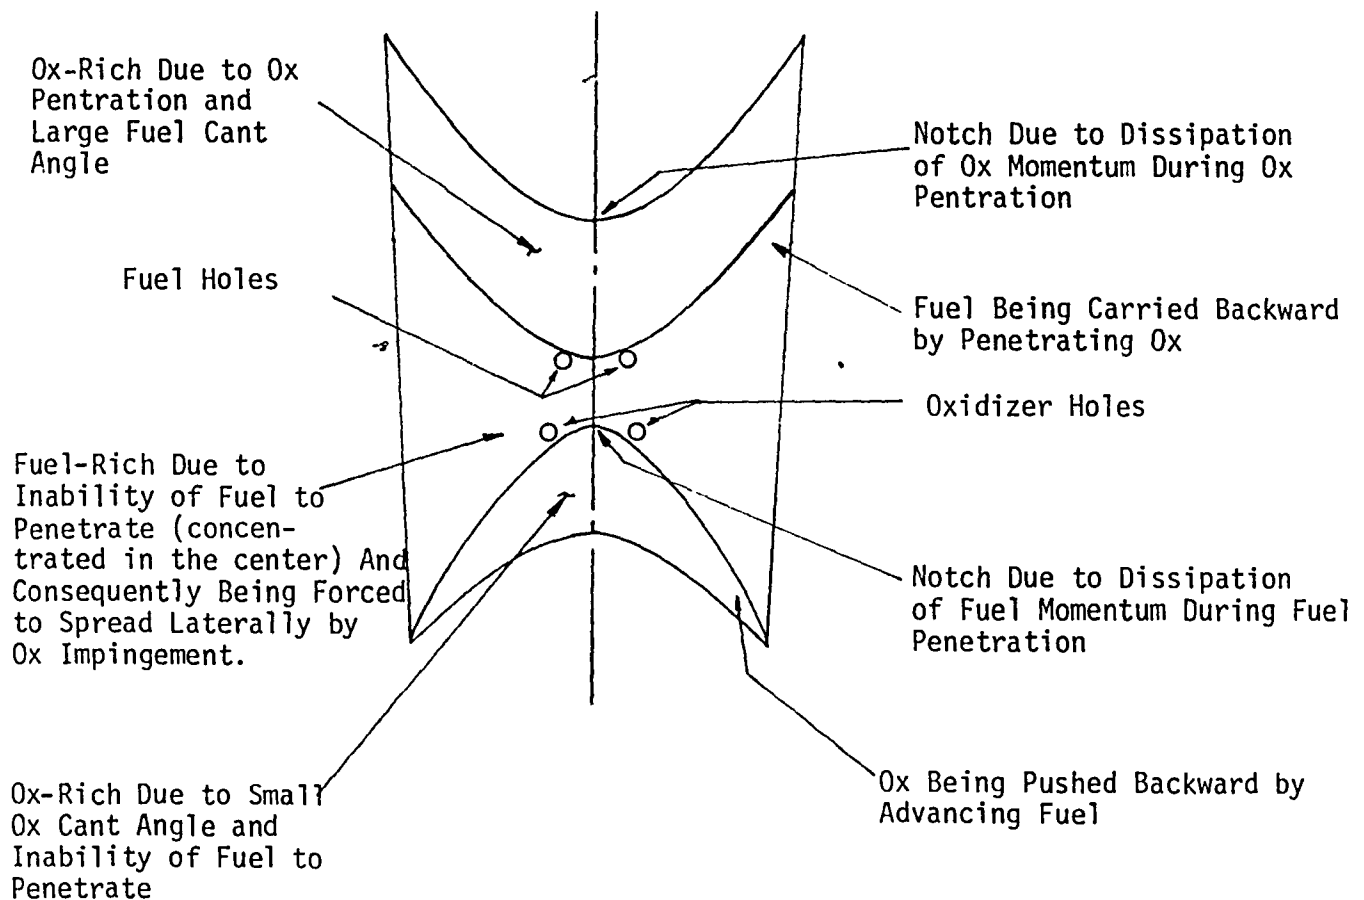 Ox-Rich Due to Ox
Pentration and
Large Fuel Cant
Angle
Notch Due to Dissipation
of Ox Momentum During Ox
Pentration
Fuel Holes
Fuel Being Carried Backward
by Penetrating Ox
Oxidizer Holes
Fuel-Rich Due to
Inability of Fuel to
Penetrate (concen-
trated in the center) And
Consequently Being Forced
to Spread Laterally by
Ox Impingement.
Notch Due to Dissipation
of Fuel Momentum During Fuel
Penetration
Ox-Rich Due to Small
Ox Cant Angle and
Inability of Fuel to
Penetrate
Ox Being Pushed Backward by
Advancing Fuel